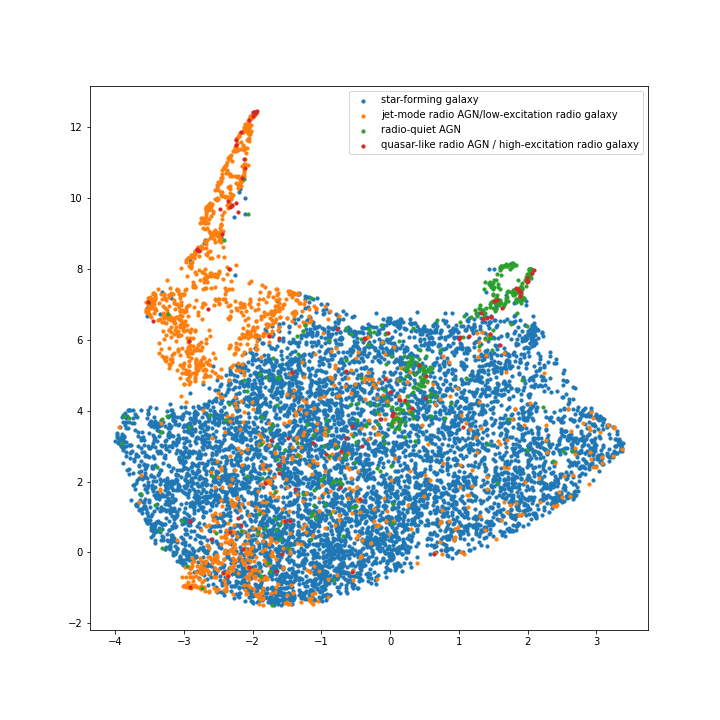 star-forming galaxy
jet-mode radio AGN/low-excitation radio galaxy
radio-quiet AGN
quasar-like radio AGN / high-excitation radio galaxy
12
10
8
6
4
2
0
−2
−4 −3 −2 −1 0 1 2 3